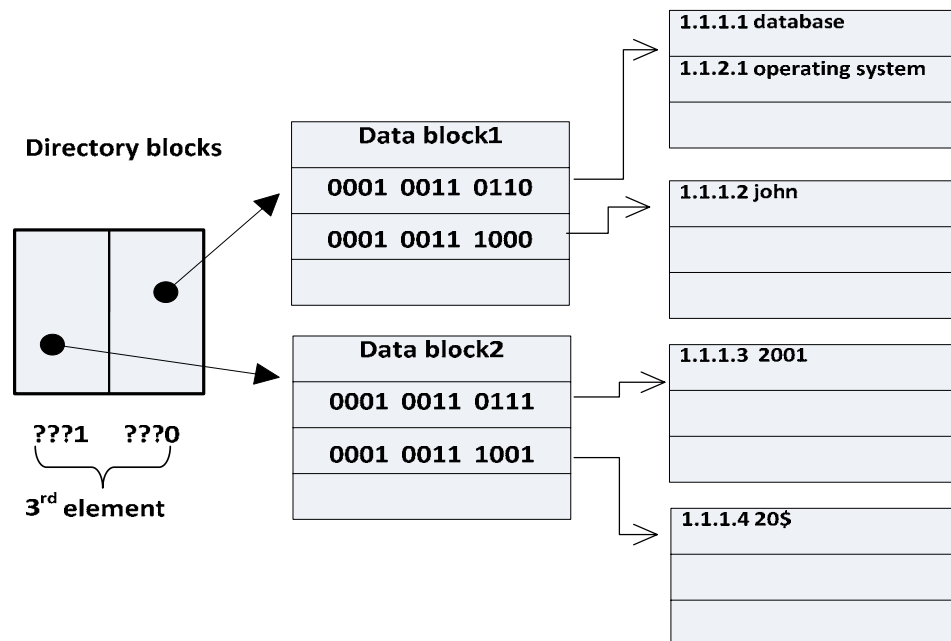 Directory blocks
???1 ???0
3rd element
Data block1
0001 0011 0110
0001 0011 1000
Data block2
0001 0011 0111
0001 0011 1001
1.1.1.1 database
1.1.2.1 operating system
1.1.1.2 john
1.1.1.3 2001
1.1.1.4 20$